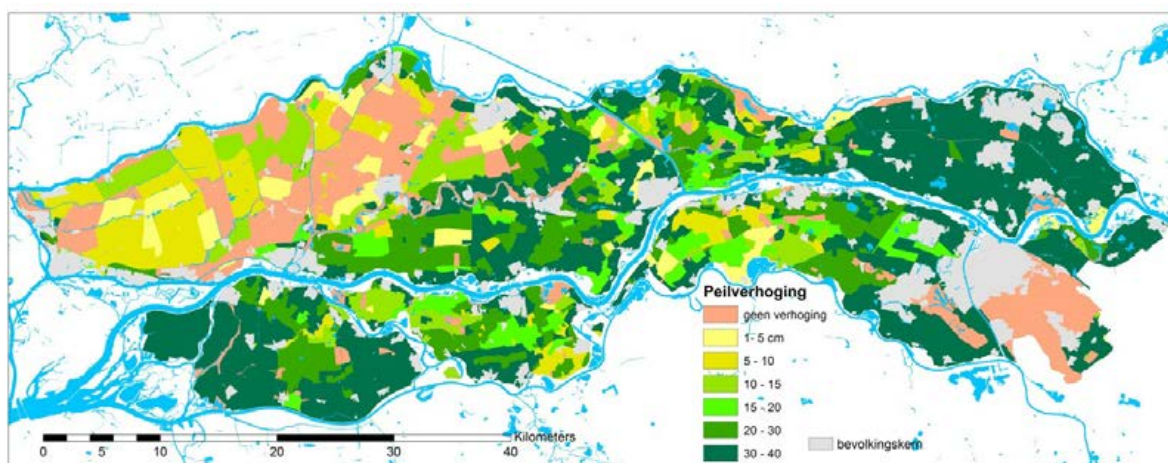 Peilverhoging
geen verhoging
1- 5 cm
5 - 10
10 - 15
15 - 20
20 - 30
30 - 40
bevolkingskern
Kilometers
0 5 10 20 30 40